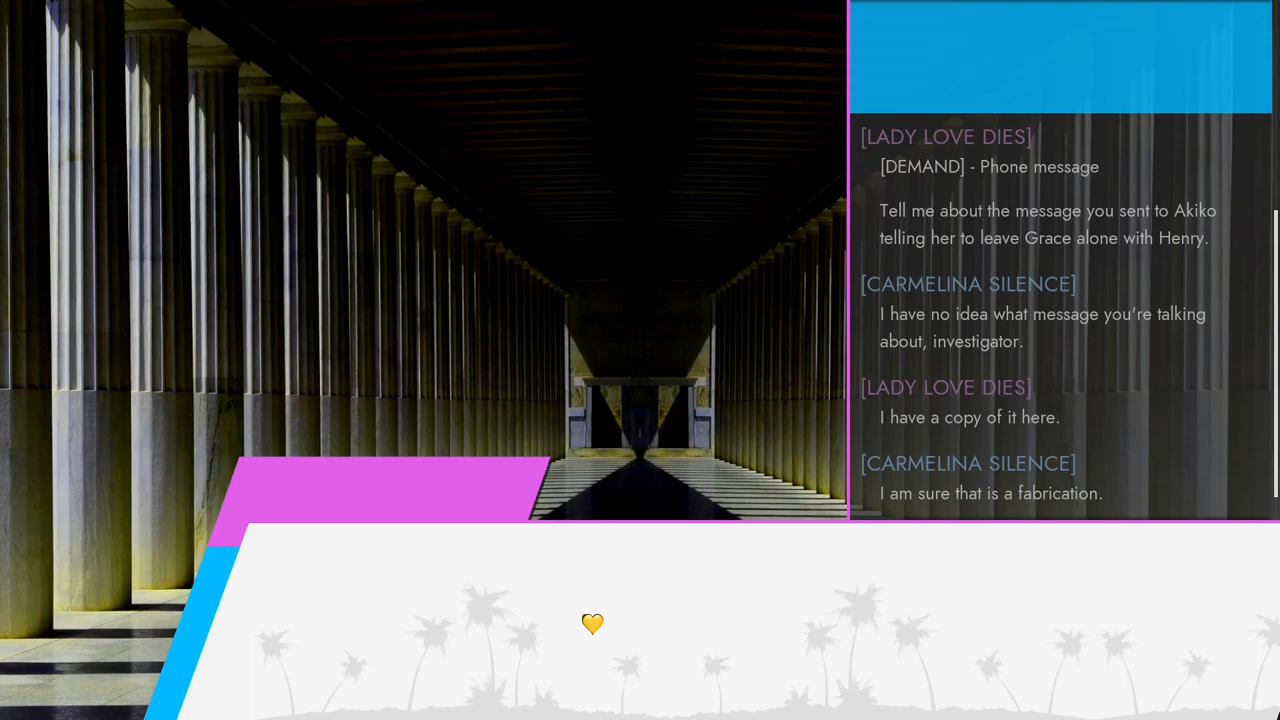 [LADY LOVE DIES]
[DEMAND] - Phone message
Tell me about the message you sent to Akiko
telling her to leave Grace alone with Henry.
[CARMELINA SILENCE]
I have no idea what message you're talking
about, investigator.
[LADY LOVE DIES]
I have a copy of it here.
[CARMELINA SILENCE]
I am sure that is a fabrication.